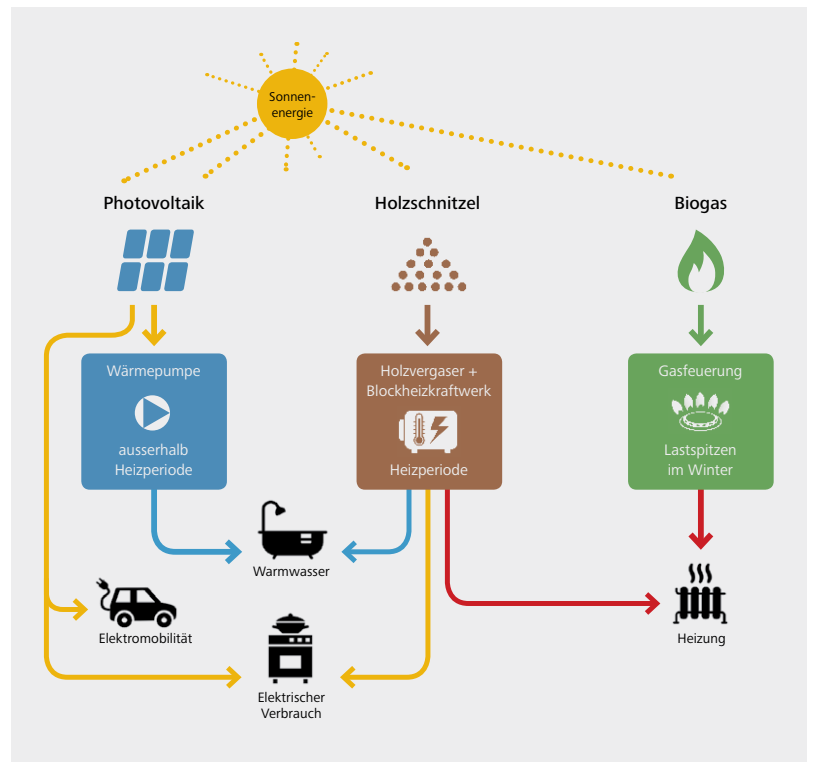 Sonnen-
energie
Photovoltaik
Holzschnitzel
Biogas
Wärmepumpe
ausserhalb
Heizperiode
Holzvergaser +
Blockheizkraftwerk
Heizperiode
Gasfeuerung
Lastspitzen
im Winter
Warmwasser
Elektromobilität
Heizung
Elektrischer
Verbrauch